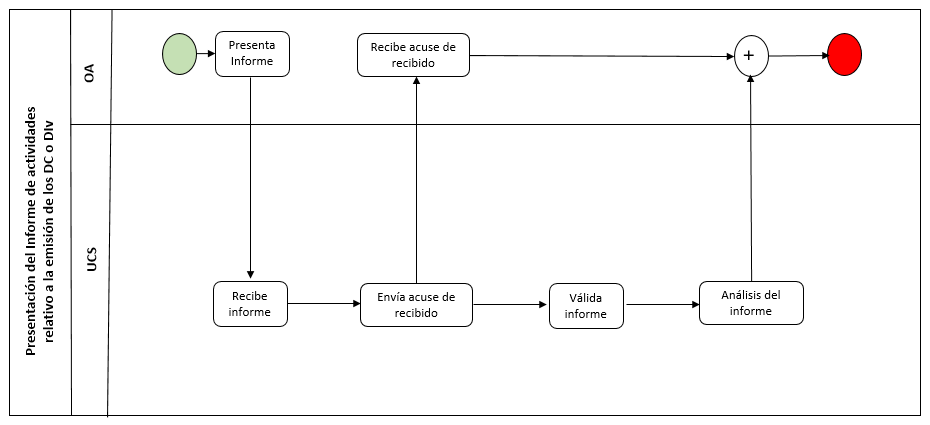 Presentación del Informe de actividades
relativo a la emisión de los DC o DIv
OA
Presenta
Informe
Recibe acuse de
recibido
+
UCS
Recibe
informe
Envía acuse de
recibido
Válida
informe
Análisis del
informe